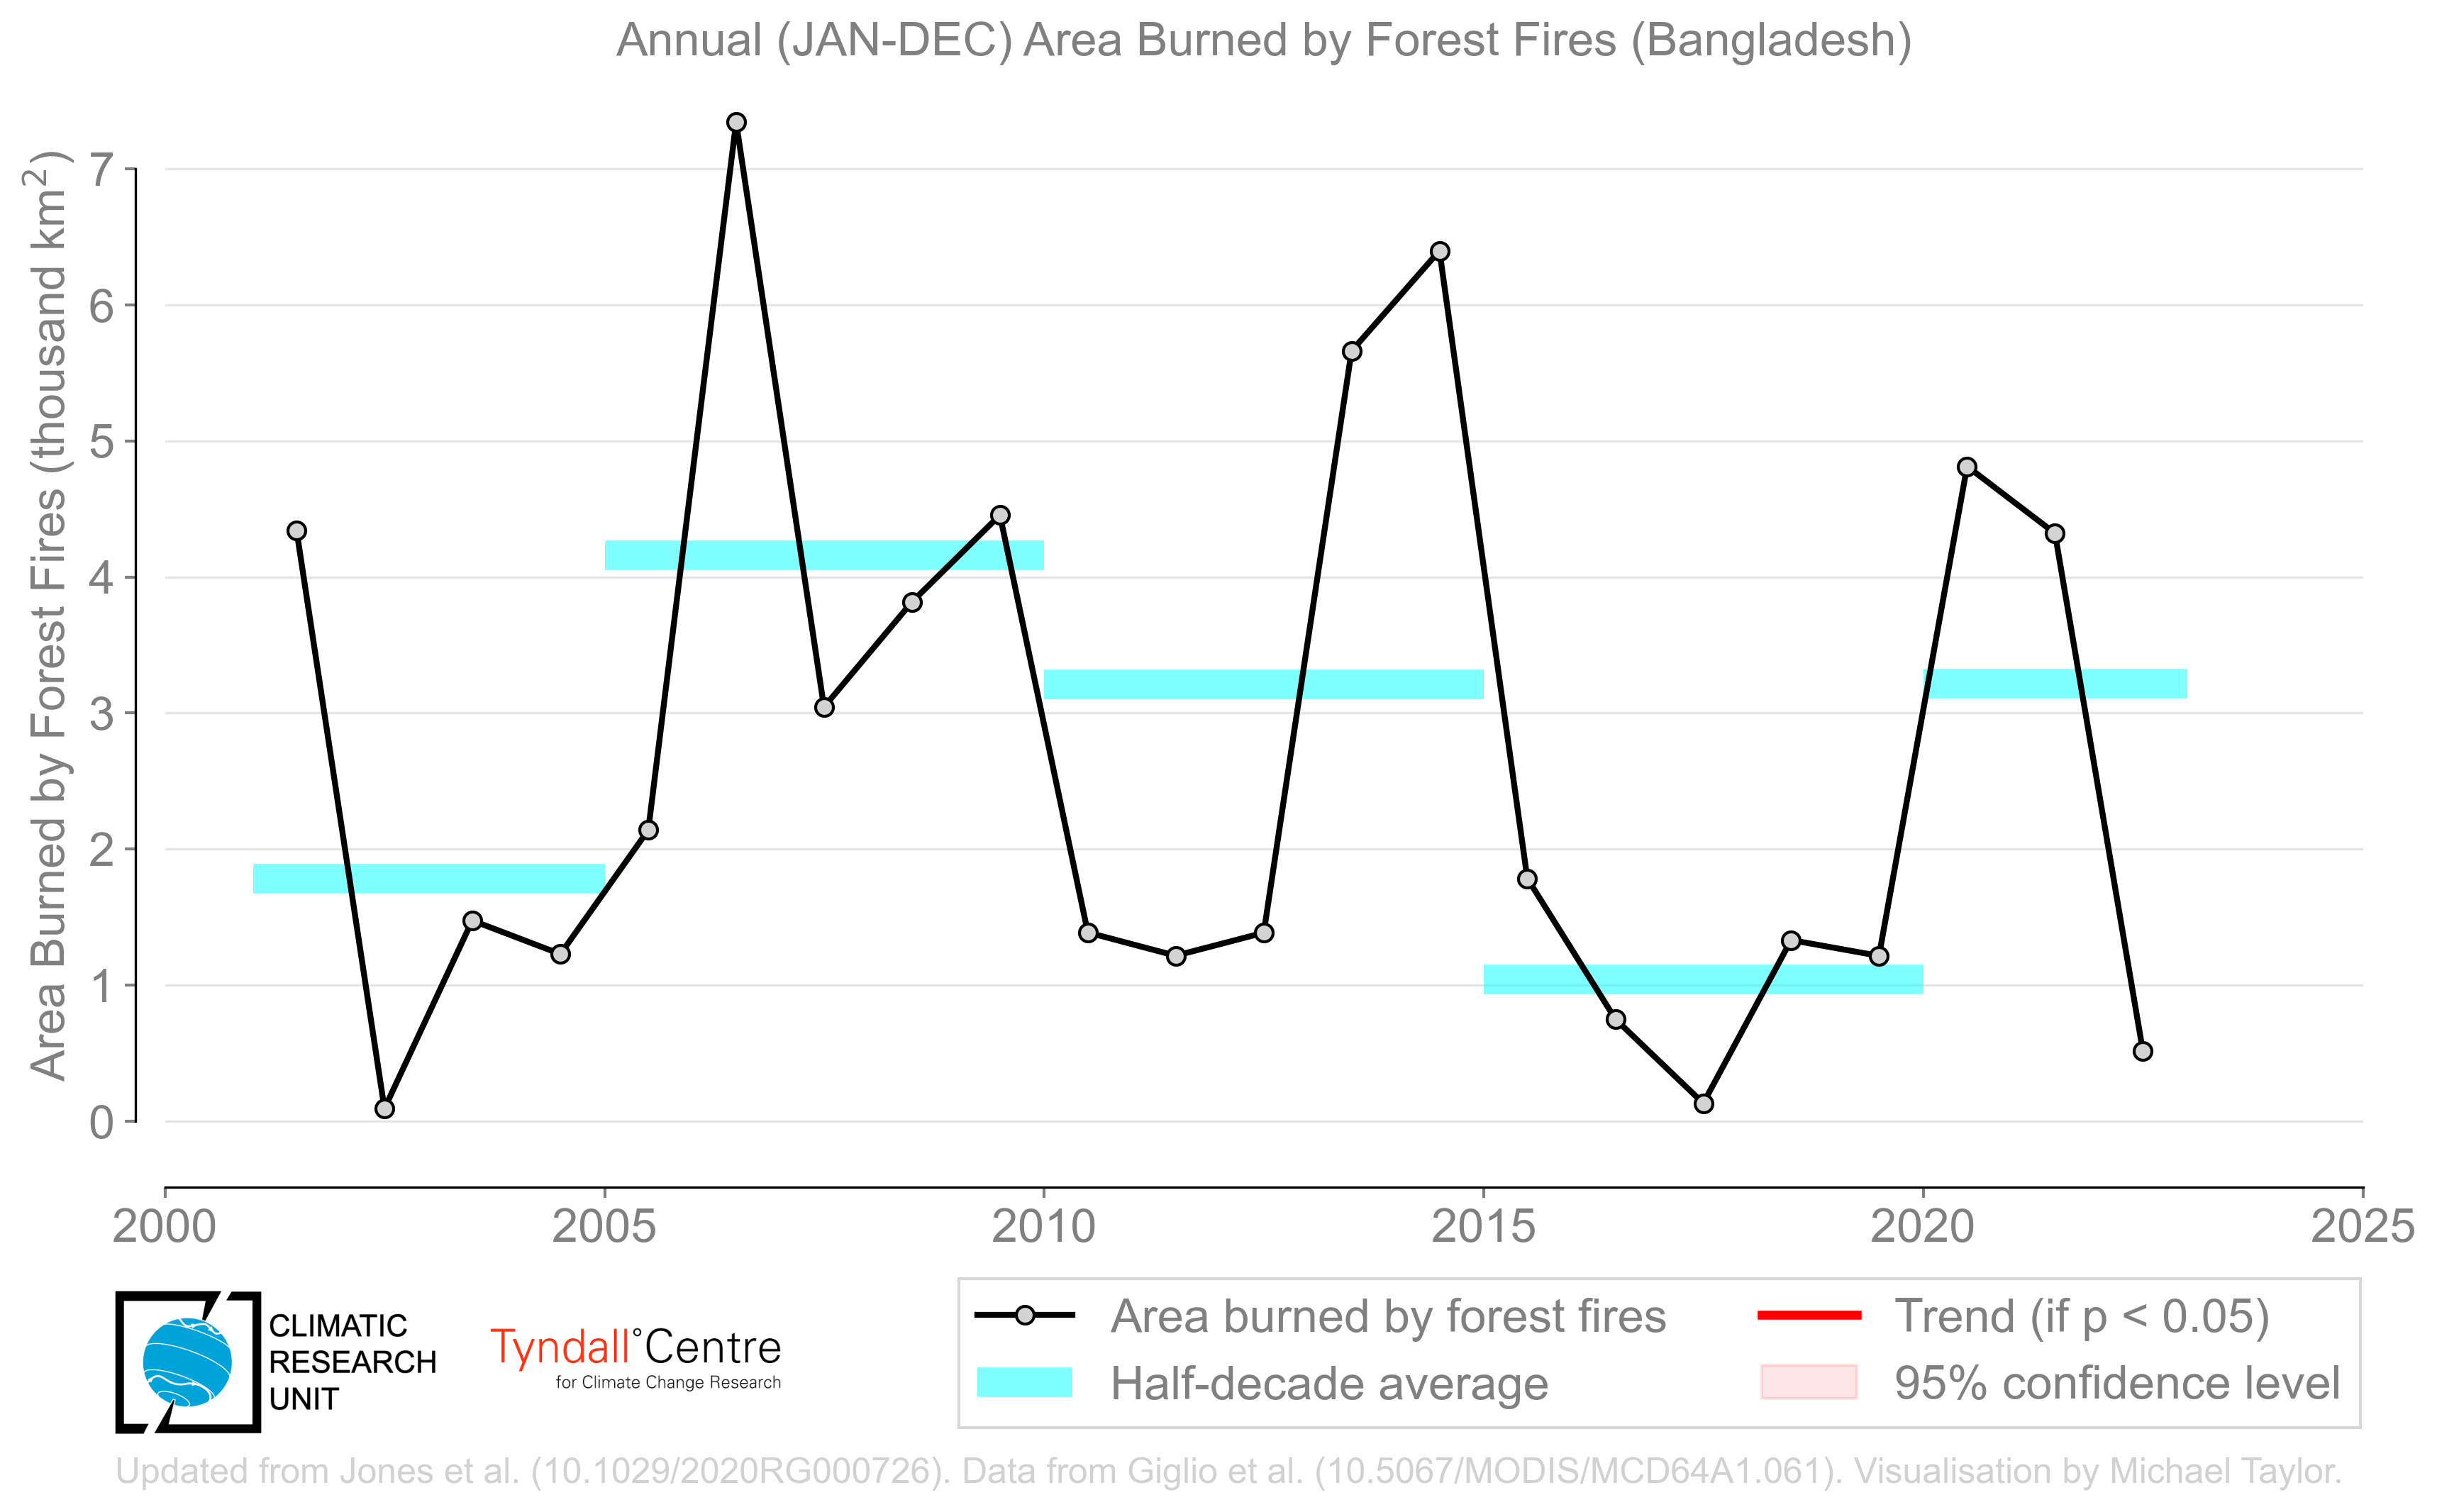 Annual (JAN-DEC) Area Burned by Forest Fires (Bangladesh)
Area Burned by Forest Fires (thousand km²)
7
6
5
4
3
2
1
0
2000 2005 2010 2015 2020 2025
CLIMATIC
RESEARCH
UNIT
Tyndall°Centre
for Climate Change Research
Area burned by forest fires
Half-decade average
Trend (if p < 0.05)
95% confidence level
Updated from Jones et al. (10.1029/2020RG000726). Data from Giglio et al. (10.5067/MODIS/MCD64A1.061). Visualisation by Michael Taylor.